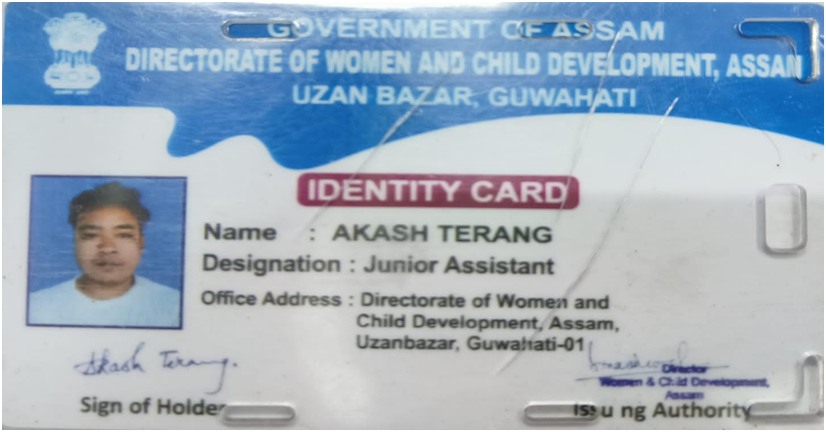 GOVERNMENT OF ASSAM
DIRECTORATE OF WOMEN AND CHILD DEVELOPMENT, ASSAM
UZAN BAZAR, GUWAHATI
IDENTITY CARD
Name : AKASH TERANG
Designation : Junior Assistant
Office Address : Directorate of Women and
Child Development, Assam,
Uzanbazar, Guwahati-01
Akash Terang.
Director
Women & Child Development,
Assam
Sign of Holder
Issuing Authority